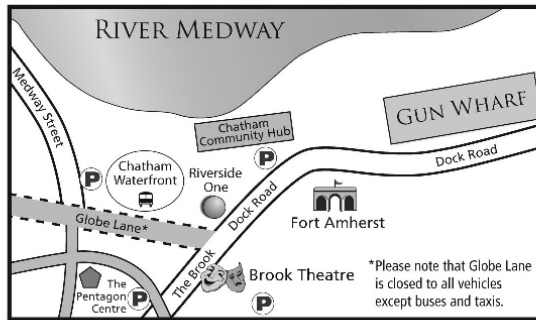 RIVER MEDWAY
Medway Street
GUN WHARF
Chatham
Community Hub
P
Dock Road
P
Chatham
Waterfront
Riverside
One
Dock Road
Fort Amherst
Globe Lane*
The Brook
The
Pentagon
Centre
P
Brook Theatre
P
*Please note that Globe Lane
is closed to all vehicles
except buses and taxis.